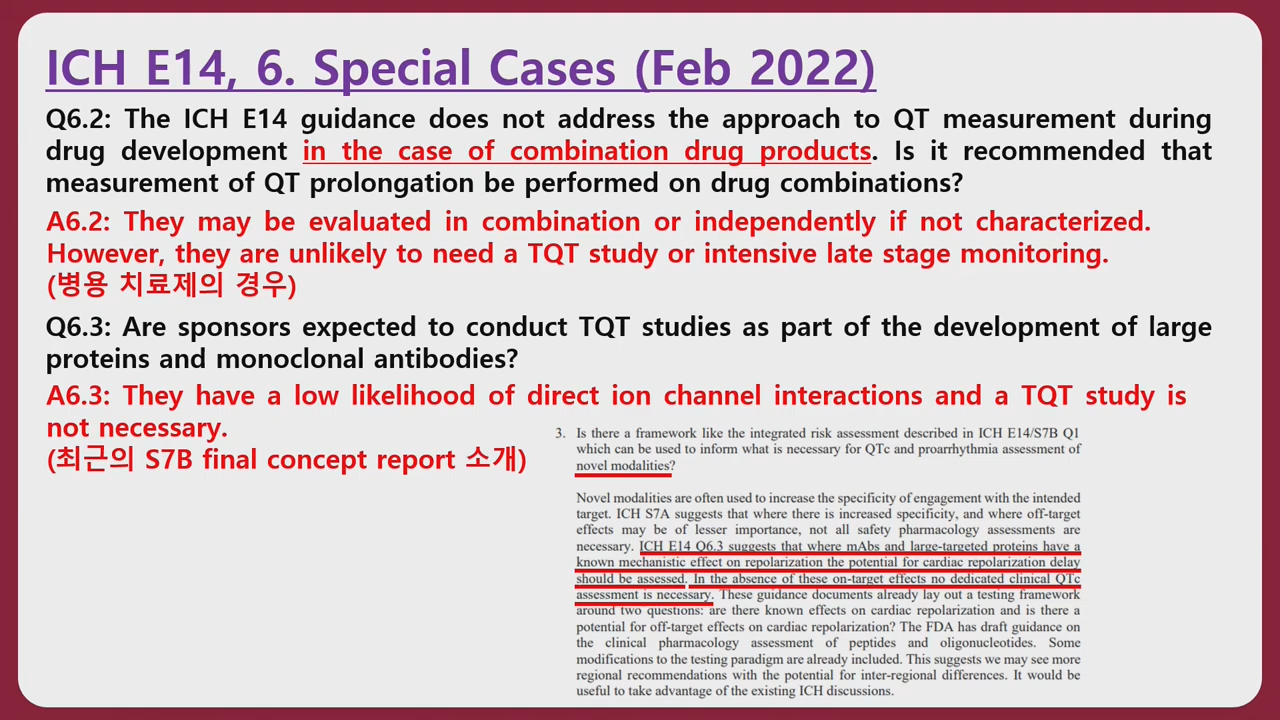 ICH E14, 6. Special Cases (Feb 2022)
Q6.2: The ICH E14 guidance does not address the approach to QT measurement during
drug development in the case of combination drug products. Is it recommended that
measurement of QT prolongation be performed on drug combinations?
A6.2: They may be evaluated in combination or independently if not characterized.
However, they are unlikely to need a TQT study or intensive late stage monitoring.
(병용 치료제의 경우)
Q6.3: Are sponsors expected to conduct TQT studies as part of the development of large
proteins and monoclonal antibodies?
A6.3: They have a low likelihood of direct ion channel interactions and a TQT study is
not necessary.
(최근의 S7B final concept report 소개)
3. Is there a framework like the integrated risk assessment described in ICH E14/S7B Q1
which can be used to inform what is necessary for QTc and proarrhythmia assessment of
novel modalities?
Novel modalities are often used to increase the specificity of engagement with the intended
target. ICH S7A suggests that where there is increased specificity, and where off-target
effects may be of lesser importance, not all safety pharmacology assessments are
necessary. ICH E14 Q6.3 suggests that where mAbs and large-targeted proteins have a
known mechanistic effect on repolarization the potential for cardiac repolarization delay
should be assessed. In the absence of these on-target effects no dedicated clinical QTc
assessment is necessary. These guidance documents already lay out a testing framework
around two questions: are there known effects on cardiac repolarization and is there a
potential for off-target effects on cardiac repolarization? The FDA has draft guidance on
the clinical pharmacology assessment of peptides and oligonucleotides. Some
modifications to the testing paradigm are already included. This suggests we may see more
regional recommendations with the potential for inter-regional differences. It would be
useful to take advantage of the existing ICH discussions.